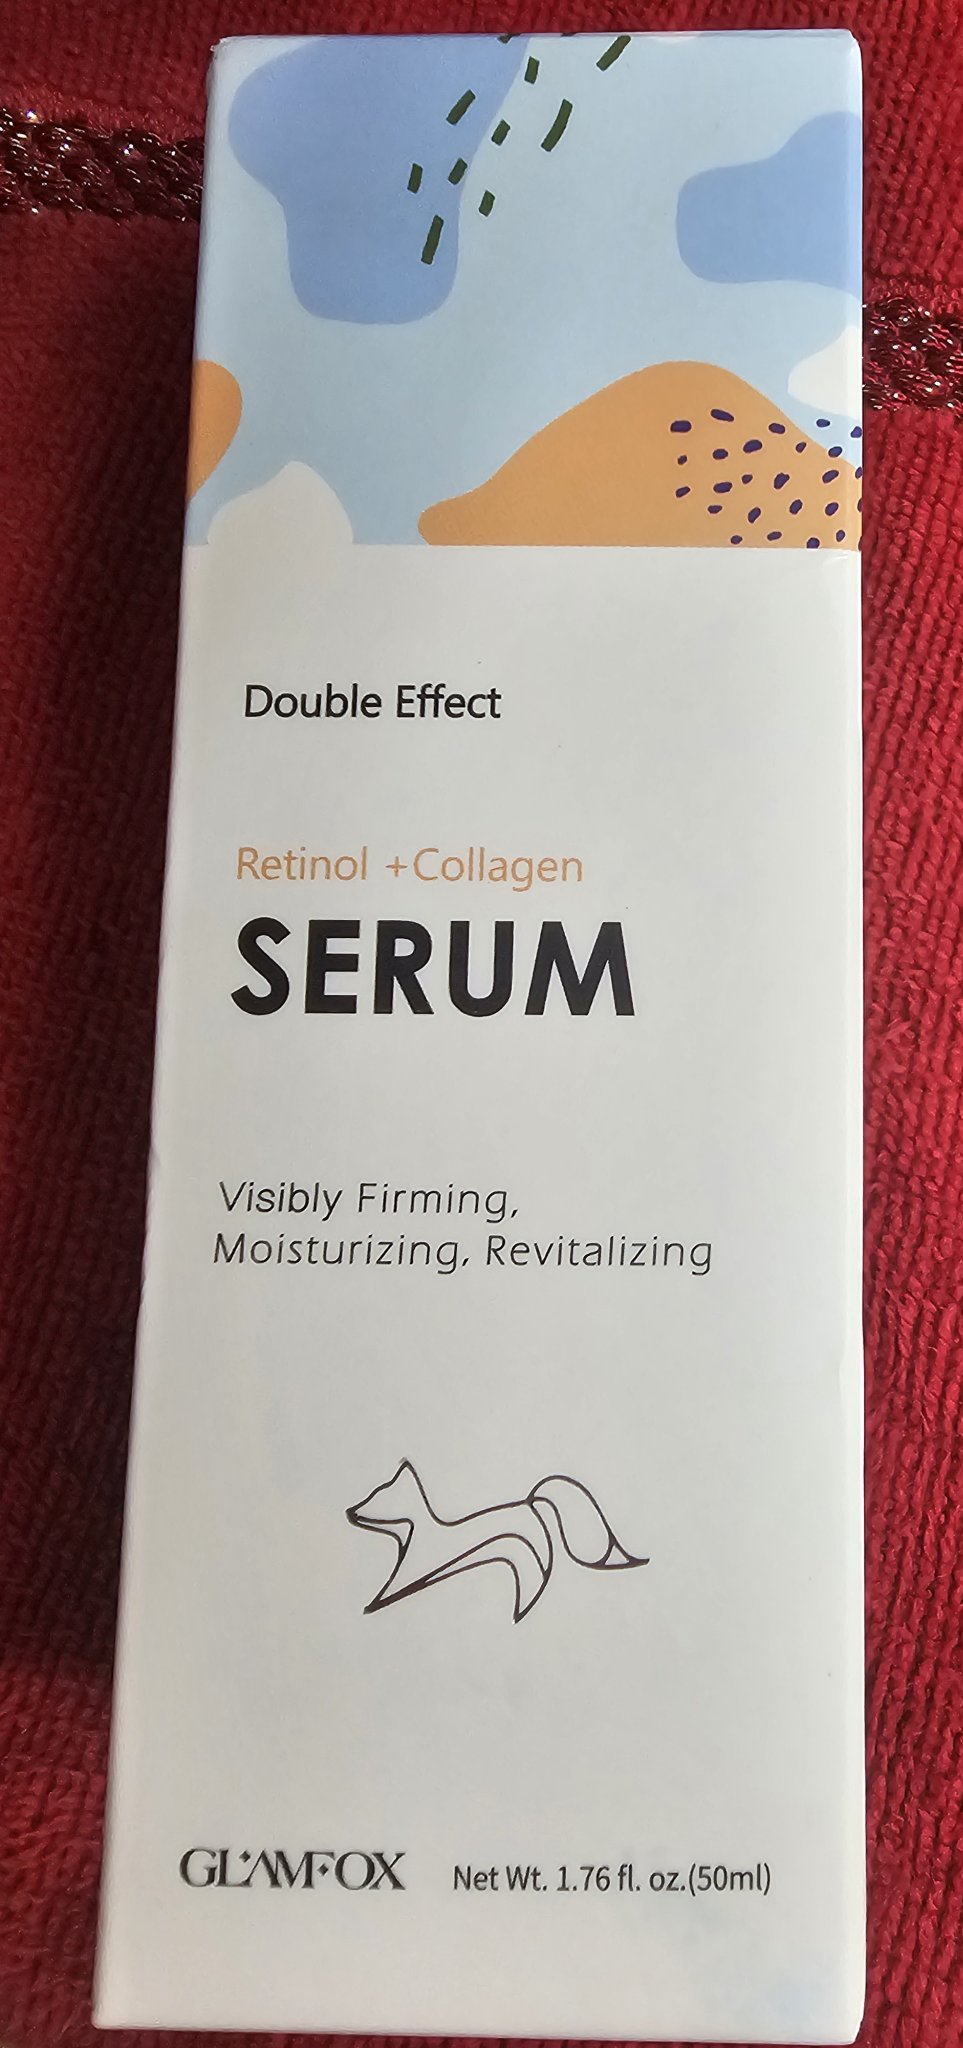 Double Effect
Retinol +Collagen
SERUM
Visibly Firming,
Moisturizing, Revitalizing
GLAMFOX
Net Wt. 1.76 fl. oz.(50ml)